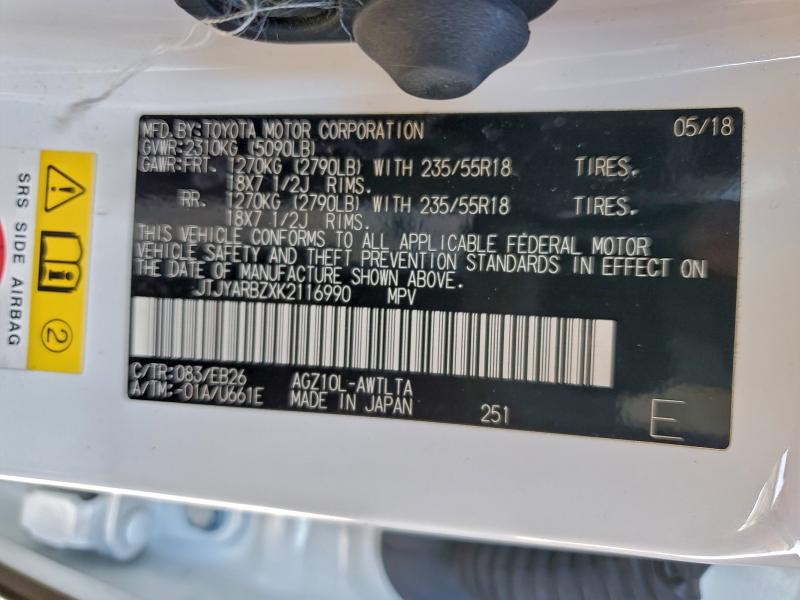 MFD.BY:TOYOTA MOTOR CORPORATION 05/18
GVWR:2310KG (5090LB)
GAWR:FRT. 1270KG (2790LB) WITH 235/55R18 TIRES.
18X7 1/2J RIMS.
RR. 1270KG (2790LB) WITH 235/55R18 TIRES.
18X7 1/2J RIMS.
THIS VEHICLE CONFORMS TO ALL APPLICABLE FEDERAL MOTOR
VEHICLE SAFETY AND THEFT PREVENTION STANDARDS IN EFFECT ON
THE DATE OF MANUFACTURE SHOWN ABOVE.
JTJYARBZXK2116990 MPV
C/TR:083/EB26 AGZ10L-AWTLTA
A/TM:-01A/U661E MADE IN JAPAN 251 E
SRS SIDE AIRBAG
2